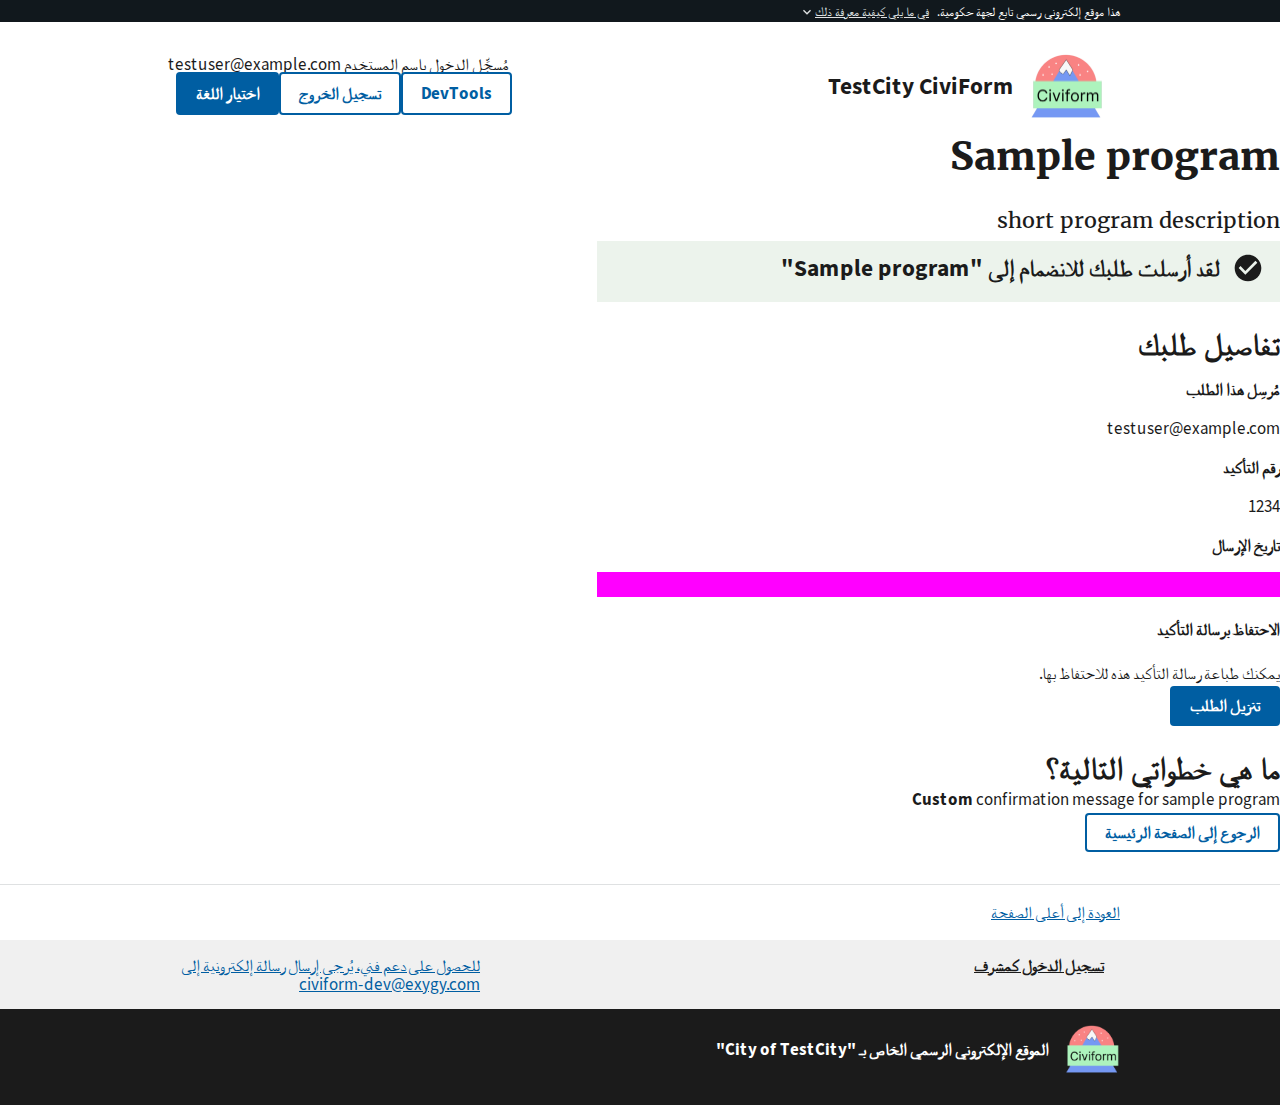 هذا موقع إلكتروني رسمي تابع لجهة حكومية. في ما يلي كيفية معرفة ذلك
Civiform
TestCity CiviForm
مُسجَّل الدخول باسم المستخدم testuser@example.com
DevTools
تسجيل الخروج
اختيار اللغة
Sample program
short program description
لقد أرسلت طلبك للانضمام إلى "Sample program"
تفاصيل طلبك
مُرسِل هذا الطلب
testuser@example.com
رقم التأكيد
1234
تاريخ الإرسال
الاحتفاظ برسالة التأكيد
يمكنك طباعة رسالة التأكيد هذه للاحتفاظ بها.
تنزيل الطلب
ما هي خطواتي التالية؟
Custom confirmation message for sample program
الرجوع إلى الصفحة الرئيسية
العودة إلى أعلى الصفحة
تسجيل الدخول كمشرف
للحصول على دعم فني، يُرجى إرسال رسالة إلكترونية إلى
civiform-dev@exygy.com
Civiform
الموقع الإلكتروني الرسمي الخاص بـ "City of TestCity"